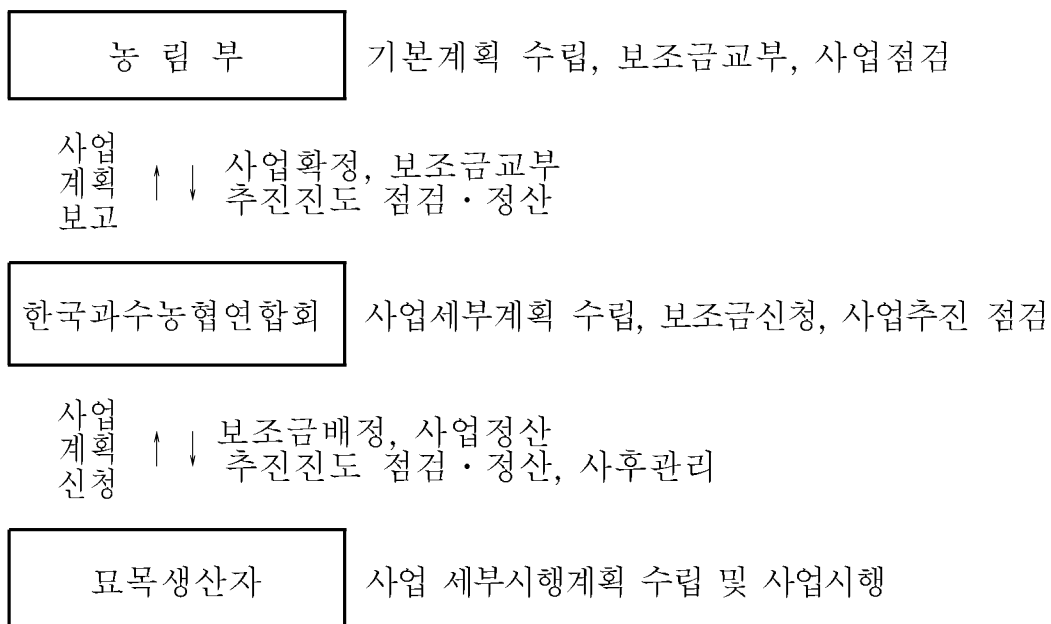 농 림 부 기본계획 수립, 보조금교부, 사업점검
사업
계획
보고
↑ ↓
사업확정, 보조금교부
추진진도 점검·정산
한국과수농협연합회 사업세부계획 수립, 보조금신청, 사업추진 점검
사업
계획
신청
↑ ↓
보조금배정, 사업정산
추진진도 점검·정산, 사후관리
묘목생산자 사업 세부시행계획 수립 및 사업시행